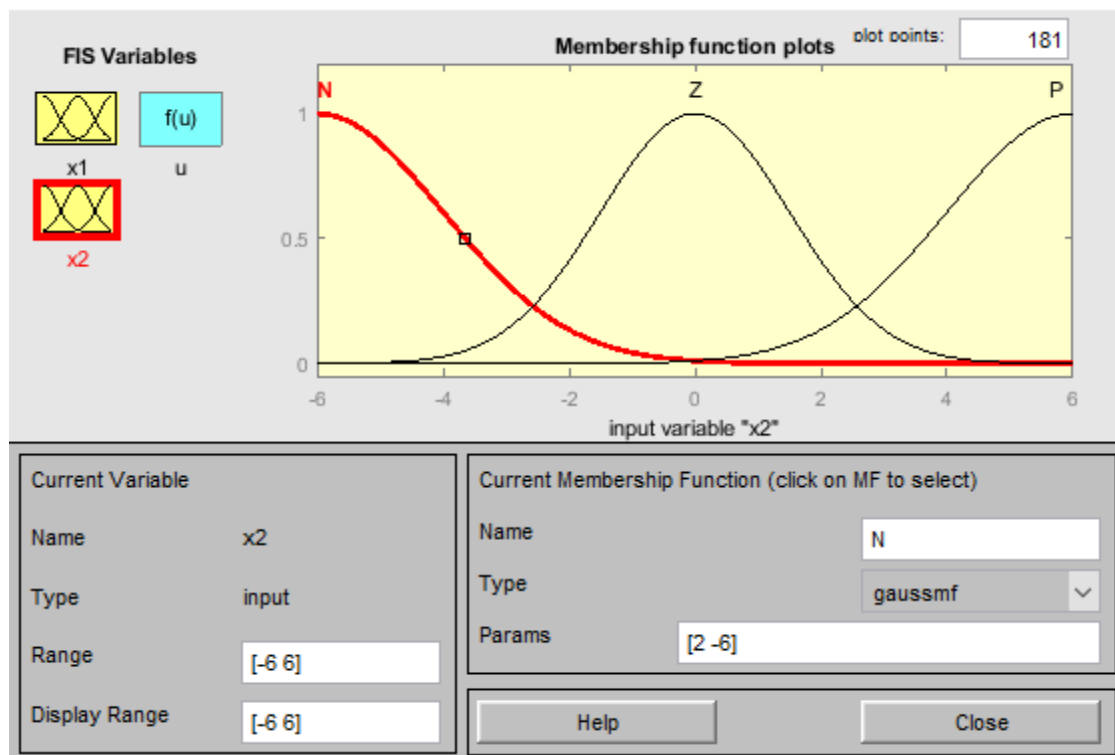 FIS Variables
f(u)
x1
u
x2
Membership function plots
plot points:
181
N
Z
P
1
0.5
0
-6
-4
-2
0
2
4
6
input variable "x2"
Current Variable
Name
x2
Type
input
Range
[-6 6]
Display Range
[-6 6]
Current Membership Function (click on MF to select)
Name
N
Type
gaussmf
Params
[2 -6]
Help
Close